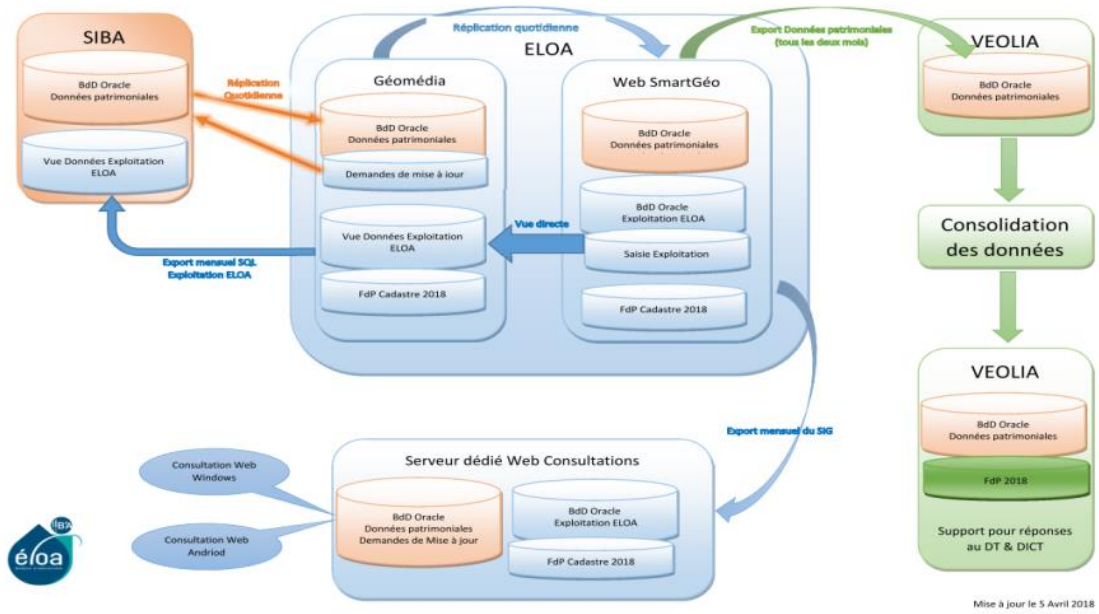 SIBA
BdD Oracle
Données patrimoniales
Vue Données Exploitation
ELOA
Réplication
Quotidienne
Export mensuel SQL
Exploitation ELOA
Réplication quotidienne
ELOA
Géomédia
BdD Oracle
Données patrimoniales
Demandes de mise à jour
Vue Données Exploitation
ELOA
FdP Cadastre 2018
Vue directe
Web SmartGéo
BdD Oracle
Données patrimoniales
BdD Oracle
Exploitation ELOA
Saisie Exploitation
FdP Cadastre 2018
Export Données patrimoniales
(tous les deux mois)
VEOLIA
BdD Oracle
Données patrimoniales
Consolidation
des données
VEOLIA
BdD Oracle
Données patrimoniales
FdP 2018
Support pour réponses
au DT & DICT
Export mensuel du SIG
Serveur dédié Web Consultations
BdD Oracle
Données patrimoniales
Demandes de Mise à jour
BdD Oracle
Exploitation ELOA
FdP Cadastre 2018
Consultation Web
Windows
Consultation Web
Andriod
SIBA
éloa
Mise à jour le 5 Avril 2018